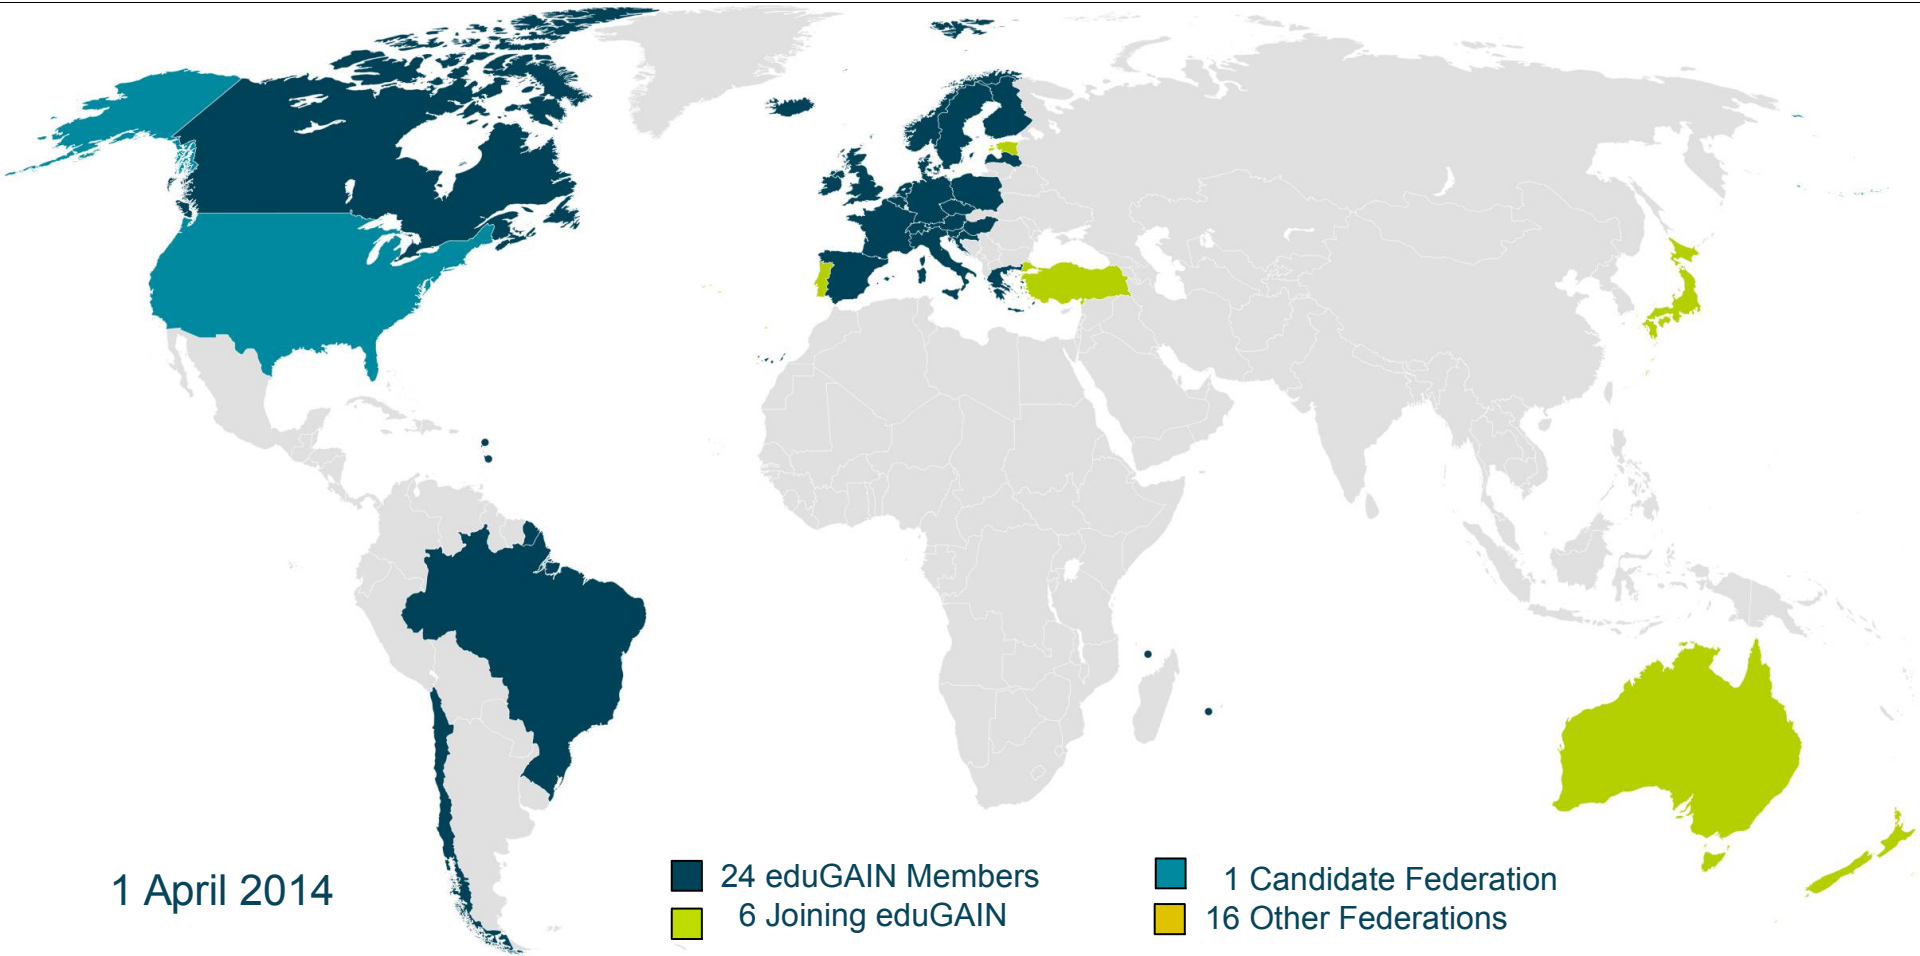 1 April 2014
24 eduGAIN Members
6 Joining eduGAIN
1 Candidate Federation
16 Other Federations